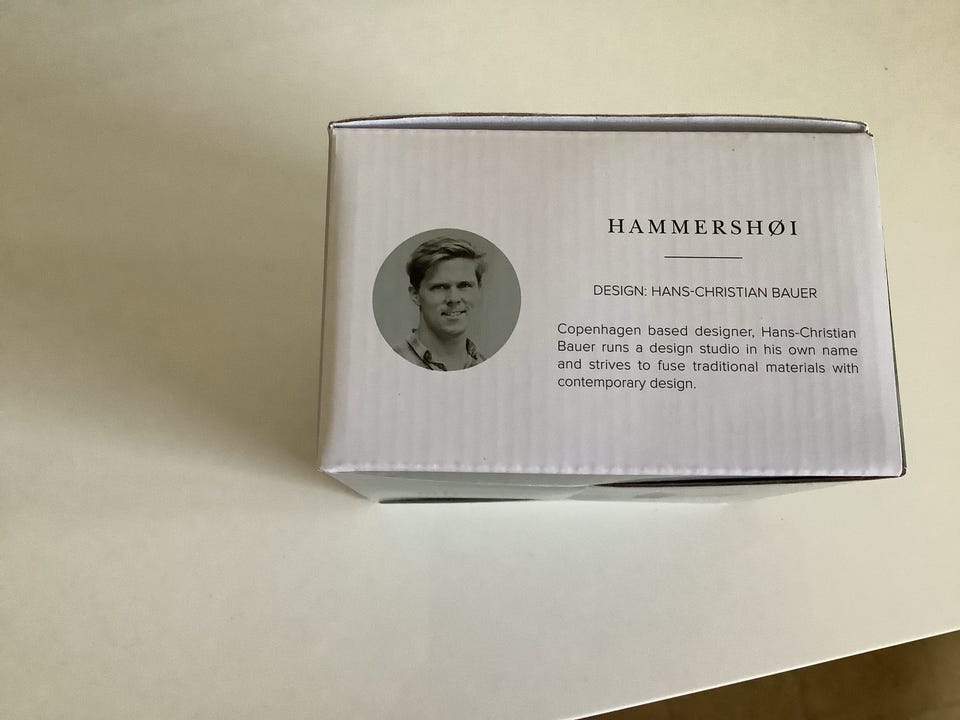 HAMMERSHØI
DESIGN: HANS-CHRISTIAN BAUER
Copenhagen based designer, Hans-Christian
Bauer runs a design studio in his own name
and strives to fuse traditional materials with
contemporary design.